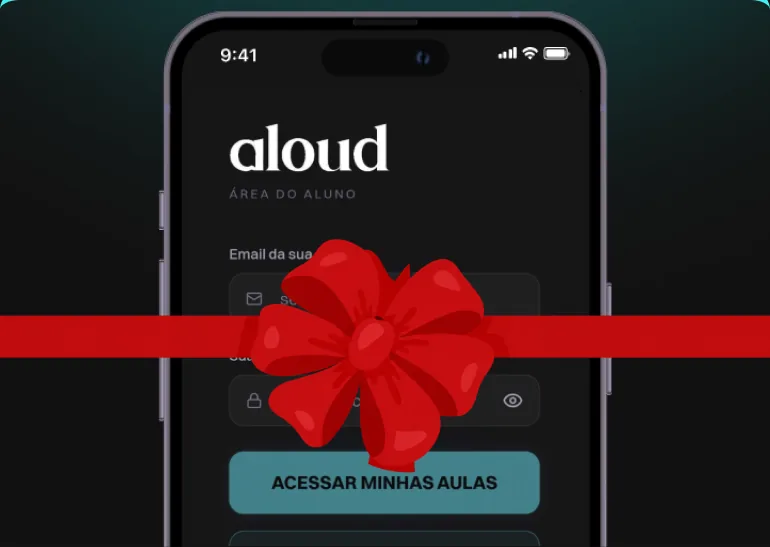 9:41
aloud
ÁREA DO ALUNO
Email da sua
ACESSAR MINHAS AULAS